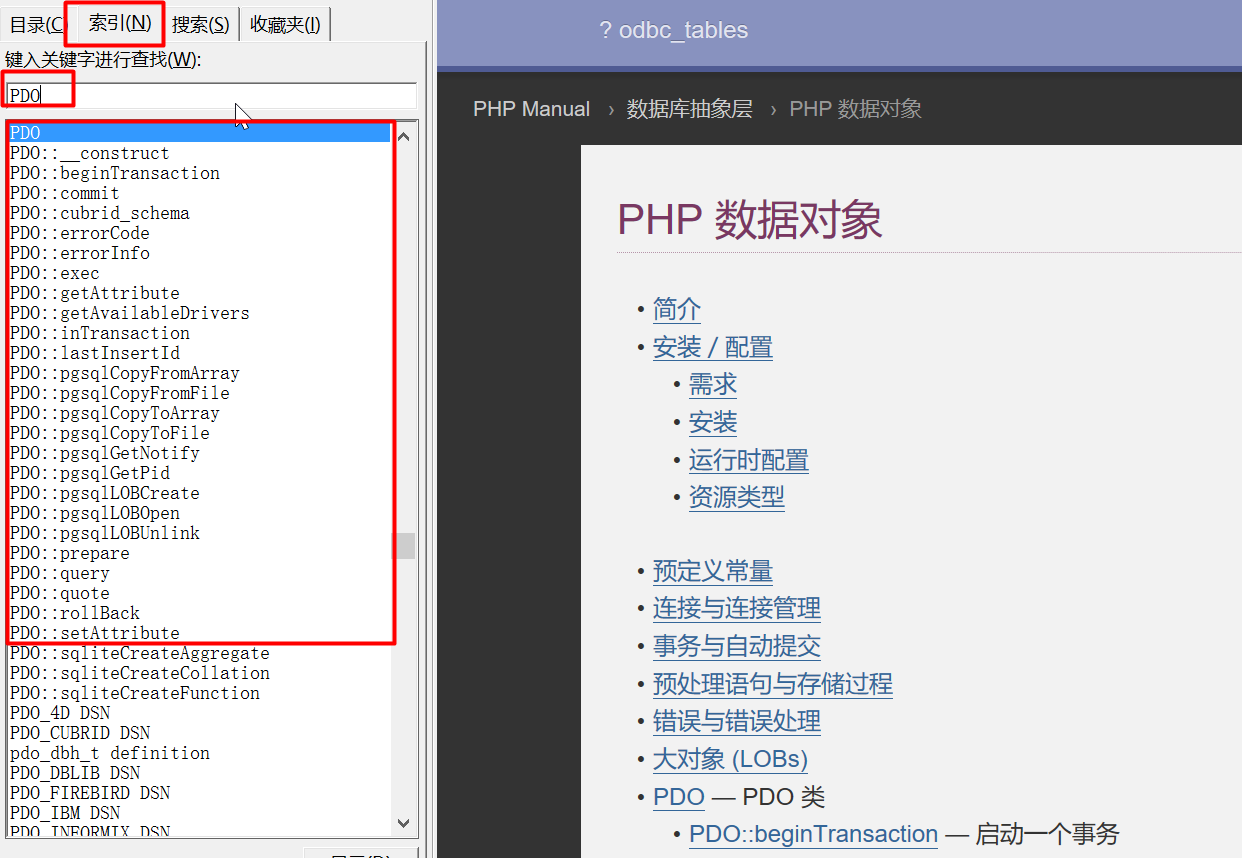 目录(C)
索引(N)
搜索(S)
收藏夹(I)
键入关键字进行查找(W):
PDO
PDO
PDO::__construct
PDO::beginTransaction
PDO::commit
PDO::cubrid_schema
PDO::errorCode
PDO::errorInfo
PDO::exec
PDO::getAttribute
PDO::getAvailableDrivers
PDO::inTransaction
PDO::lastInsertId
PDO::pgsqlCopyFromArray
PDO::pgsqlCopyFromFile
PDO::pgsqlCopyToArray
PDO::pgsqlCopyToFile
PDO::pgsqlGetNotify
PDO::pgsqlGetPid
PDO::pgsqlLOBCreate
PDO::pgsqlLOBOpen
PDO::pgsqlLOBUnlink
PDO::prepare
PDO::query
PDO::quote
PDO::rollBack
PDO::setAttribute
PDO::sqliteCreateAggregate
PDO::sqliteCreateCollation
PDO::sqliteCreateFunction
PDO_4D DSN
PDO_CUBRID DSN
pdo_dbh_t definition
PDO_DBLIB DSN
PDO_FIREBIRD DSN
PDO_IBM DSN
PDO_INFORMIX DSN
? odbc_tables
PHP Manual › 数据库抽象层 › PHP 数据对象
PHP 数据对象
• 简介
• 安装 / 配置
• 需求
• 安装
• 运行时配置
• 资源类型
• 预定义常量
• 连接与连接管理
• 事务与自动提交
• 预处理语句与存储过程
• 错误与错误处理
• 大对象 (LOBs)
• PDO — PDO 类
• PDO::beginTransaction — 启动一个事务